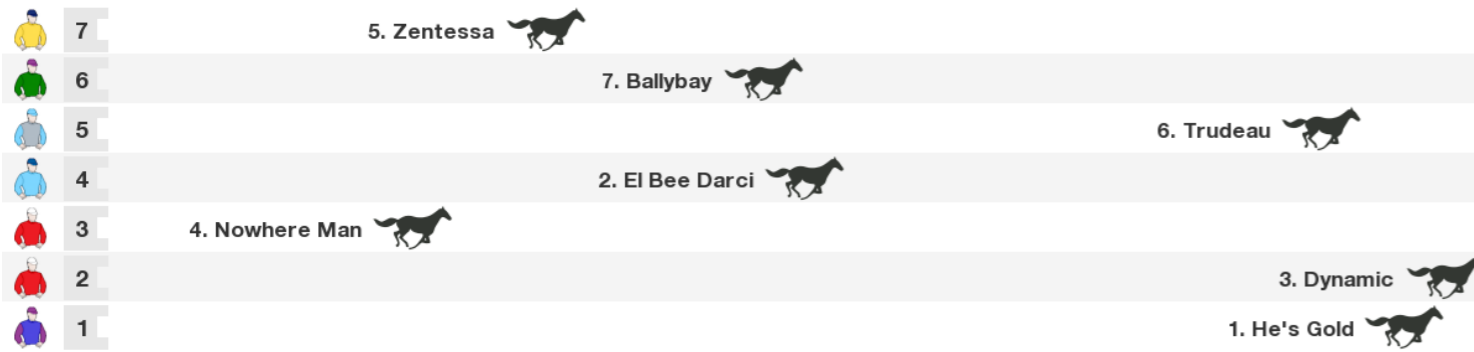 7 5. Zentessa
6 7. Ballybay
5 6. Trudeau
4 2. El Bee Darci
3 4. Nowhere Man
2 3. Dynamic
1 1. He's Gold